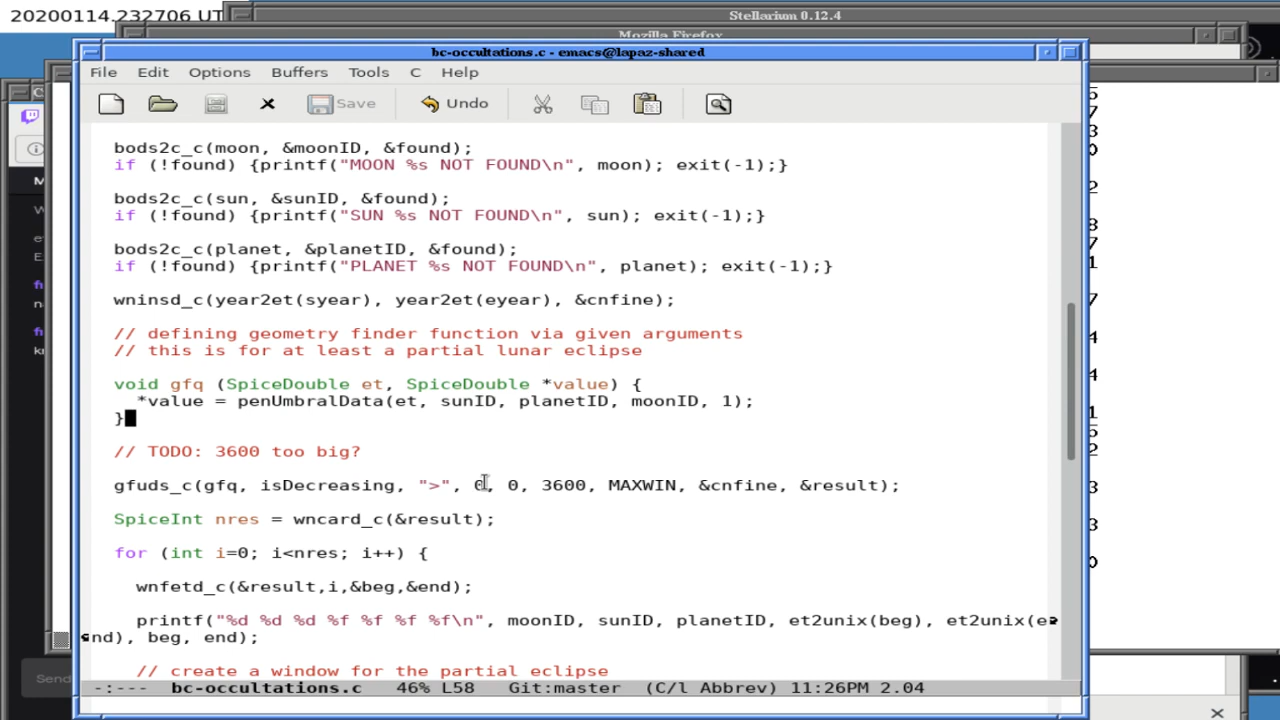 20200114.232706 UT
Stellarium 0.12.4
Mozilla Firefox
bc-occultations.c - emacs@lapaz-shared
File Edit Options Buffers Tools C Help
Save Undo
bods2c_c(moon, &moonID, &found);
if (!found) {printf("MOON %s NOT FOUND\n", moon); exit(-1);}
bods2c_c(sun, &sunID, &found);
if (!found) {printf("SUN %s NOT FOUND\n", sun); exit(-1);}
bods2c_c(planet, &planetID, &found);
if (!found) {printf("PLANET %s NOT FOUND\n", planet); exit(-1);}
wninsd_c(year2et(syear), year2et(eyear), &cnfine);
// defining geometry finder function via given arguments
// this is for at least a partial lunar eclipse
void gfq (SpiceDouble et, SpiceDouble *value) {
*value = penUmbralData(et, sunID, planetID, moonID, 1);
}
// TODO: 3600 too big?
gfuds_c(gfq, isDecreasing, ">", 0, 0, 3600, MAXWIN, &cnfine, &result);
SpiceInt nres = wncard_c(&result);
for (int i=0; i<nres; i++) {
wnfetd_c(&result,i,&beg,&end);
printf("%d %d %d %f %f %f %f\n", moonID, sunID, planetID, et2unix(beg), et2unix(e
nd), beg, end);
// create a window for the partial eclipse
-:--- bc-occultations.c 46% L58 Git:master (C/l Abbrev) 11:26PM 2.04
Send